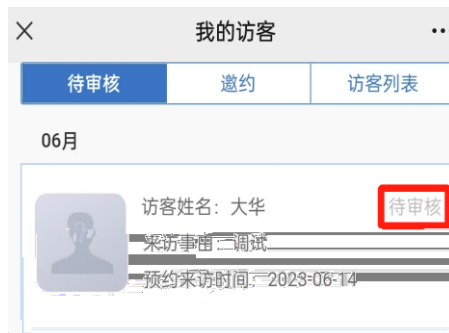 我的访客
待审核 邀约 访客列表
06月
访客姓名：大华 待审核
来访事由：调试
预约来访时间：2023-06-14